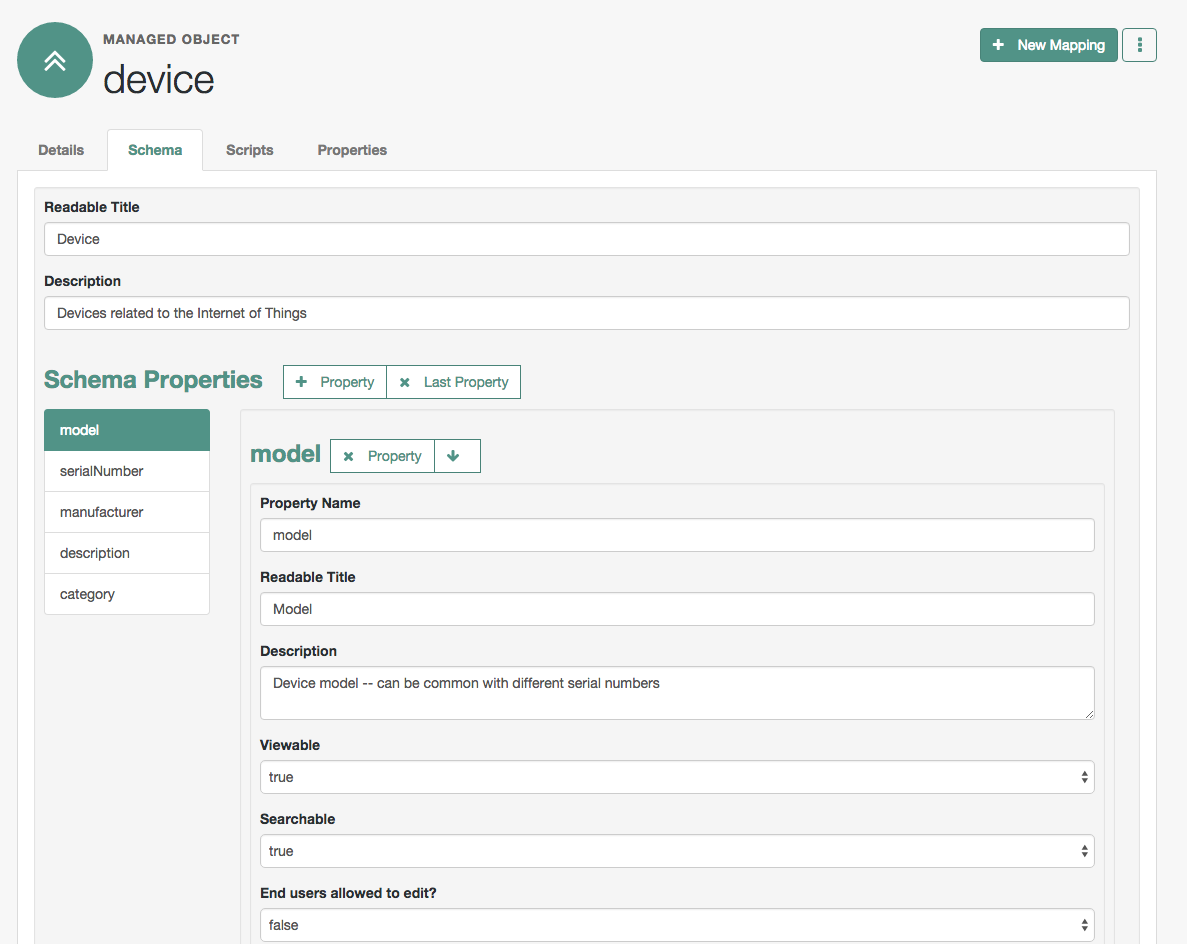 MANAGED OBJECT
device
New Mapping
Details Schema Scripts Properties
Readable Title
Device
Description
Devices related to the Internet of Things
Schema Properties
Property Last Property
model
serialNumber
manufacturer
description
category
model
Property
Property Name
model
Readable Title
Model
Description
Device model -- can be common with different serial numbers
Viewable
true
Searchable
true
End users allowed to edit?
false